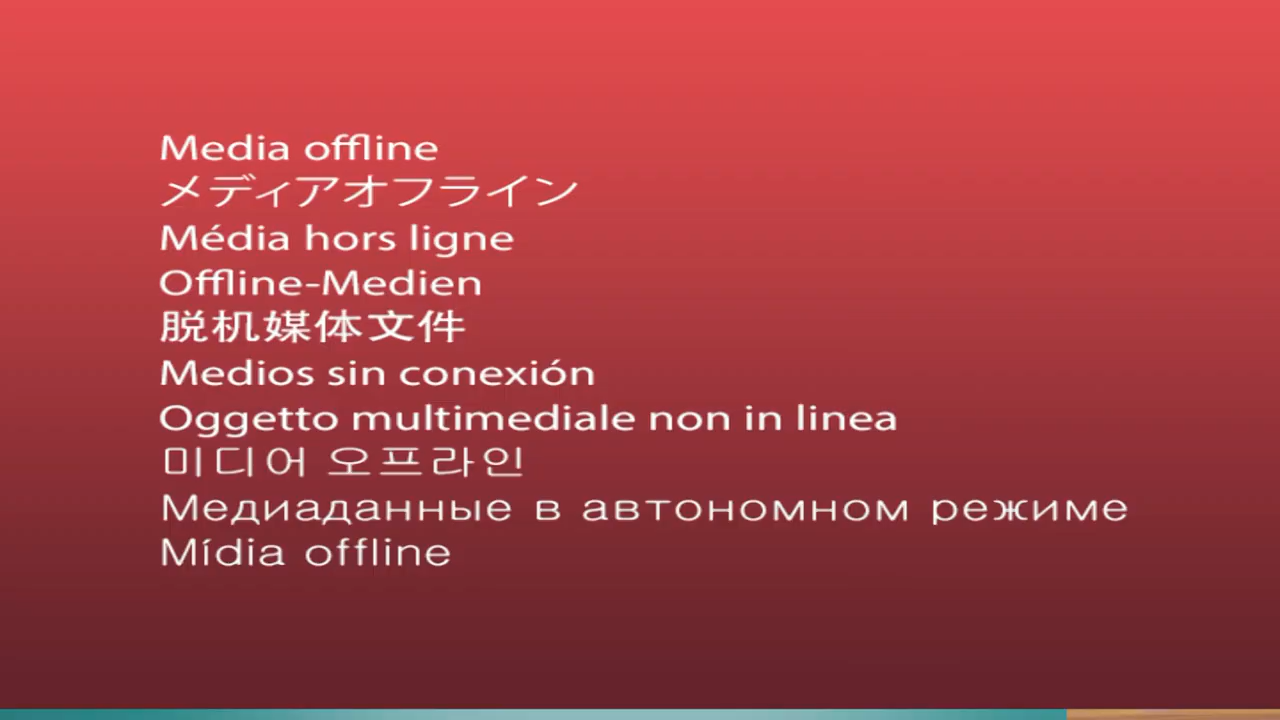 Media offline
メディアオフライン
Média hors ligne
Offline-Medien
脱机媒体文件
Medios sin conexión
Oggetto multimediale non in linea
미디어 오프라인
Медиаданные в автономном режиме
Mídia offline